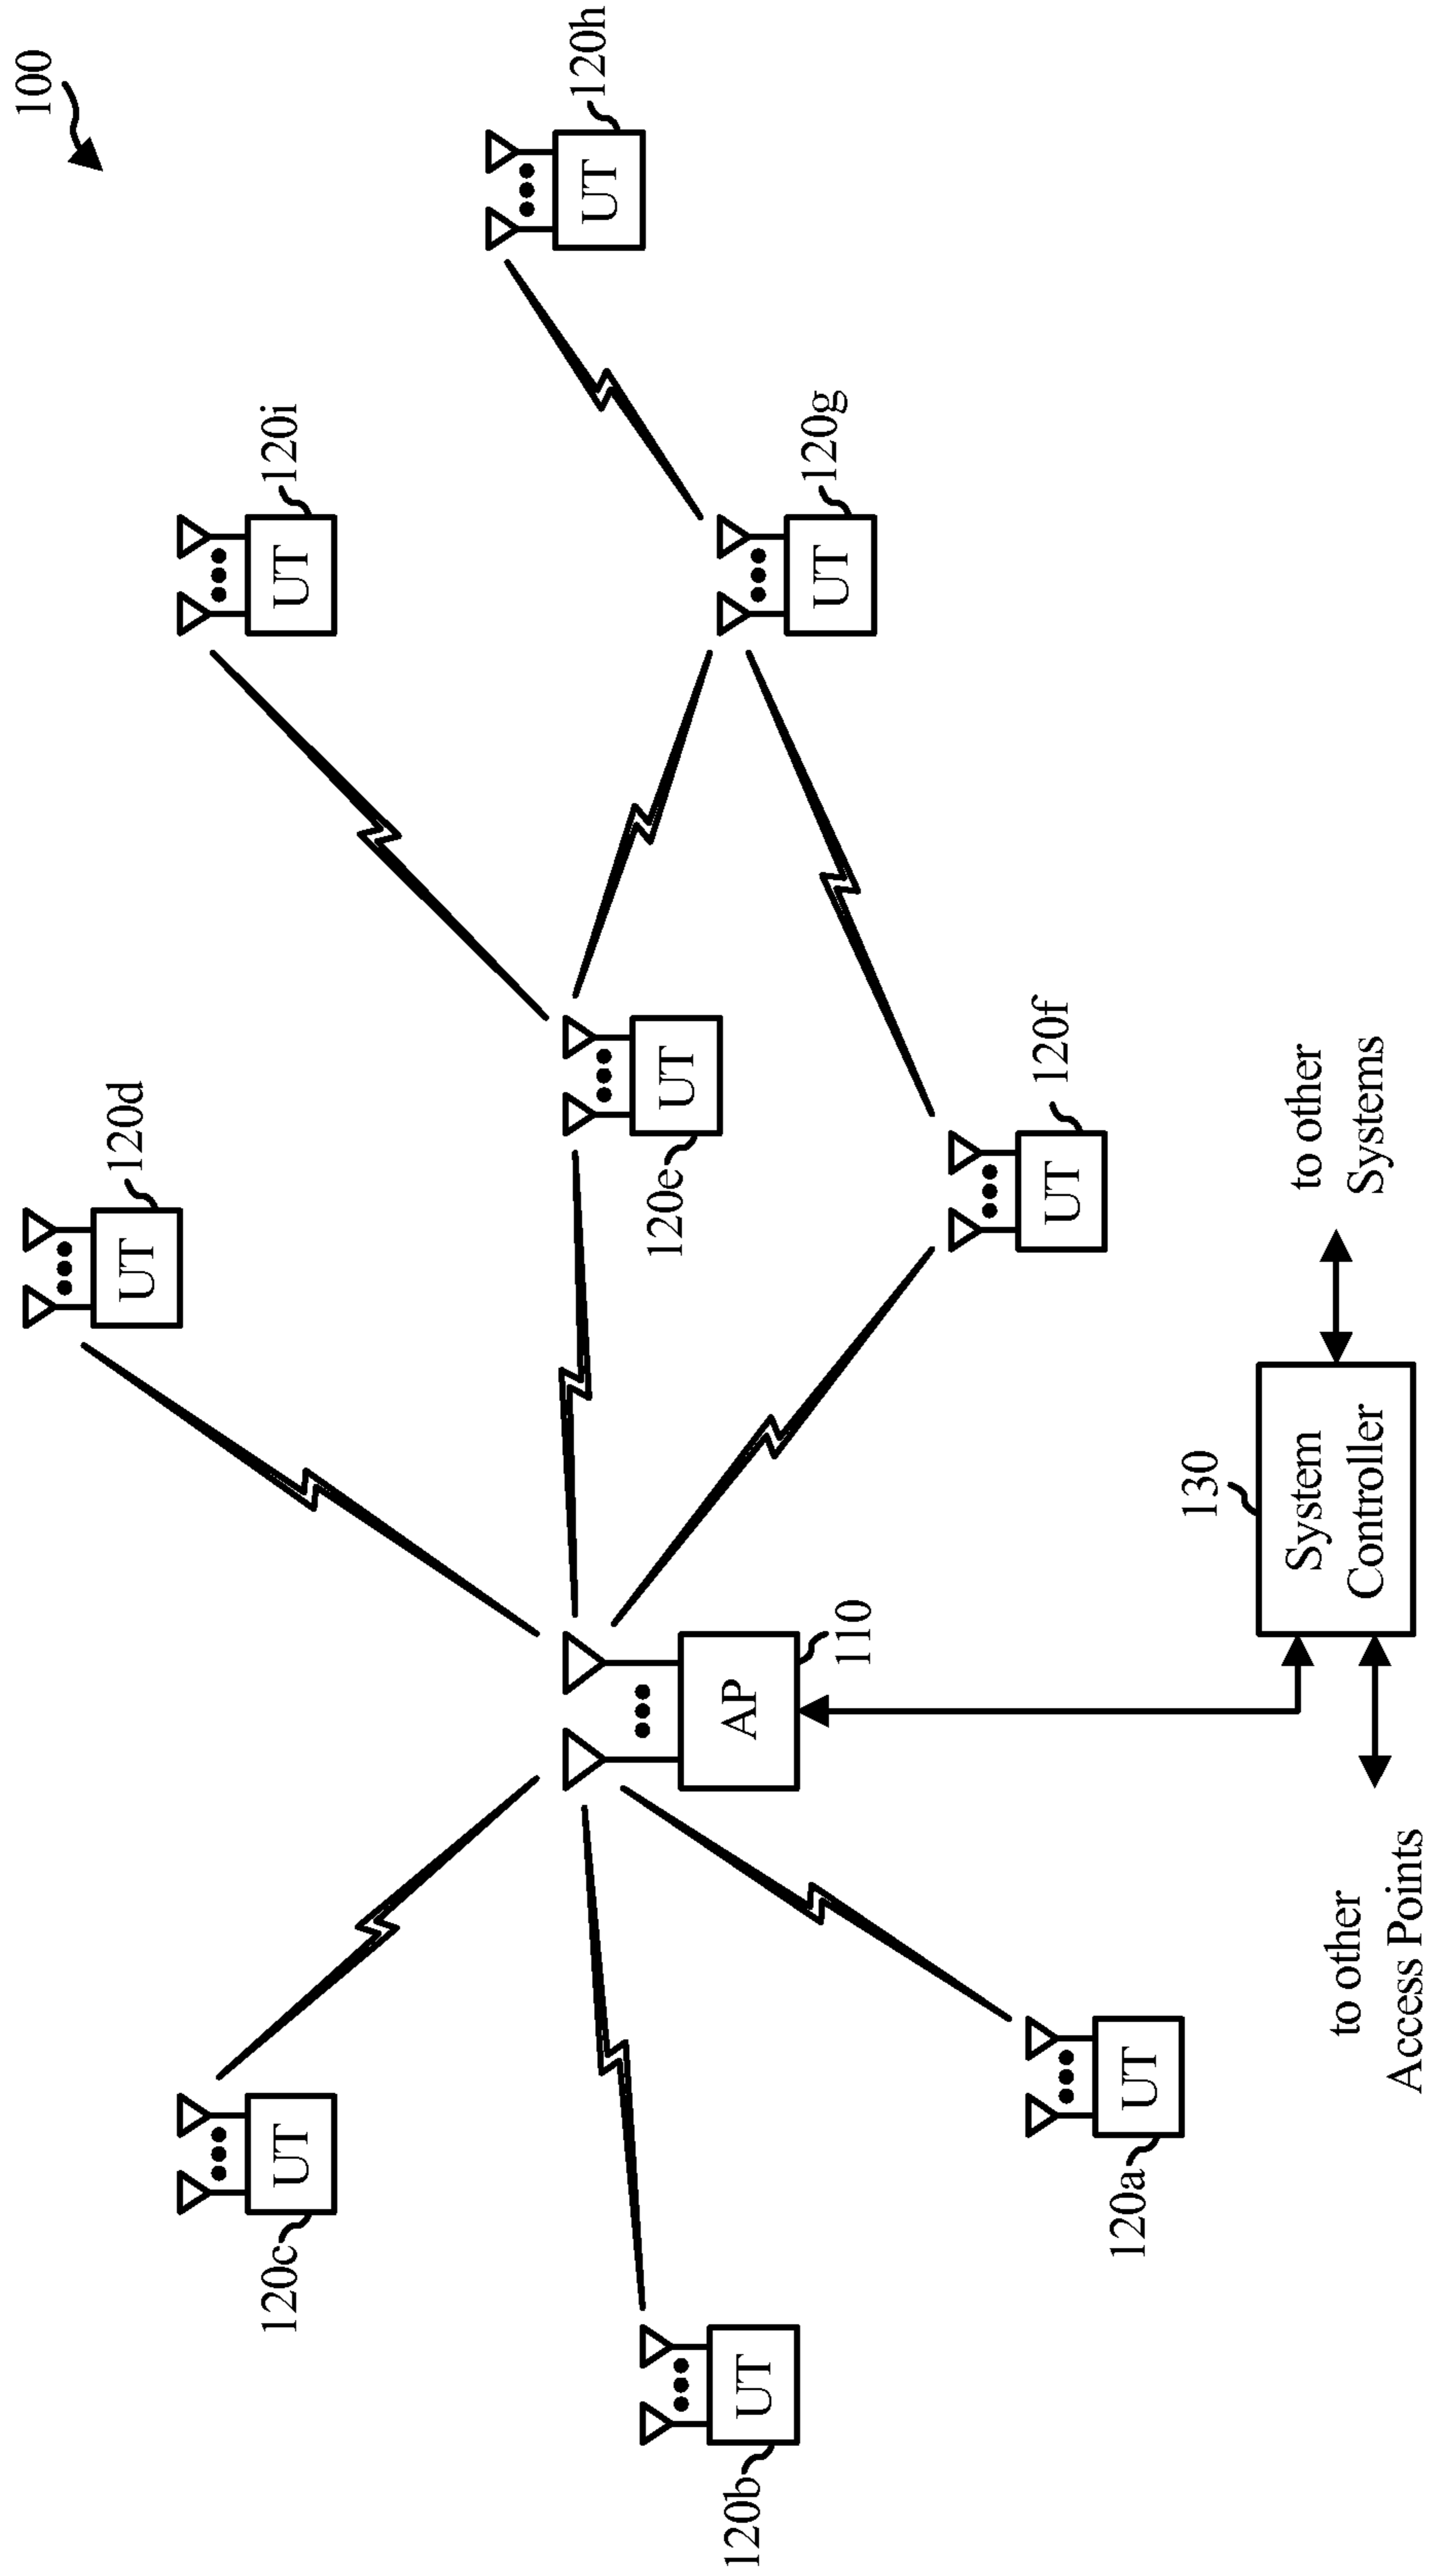 100
UT
120d
UT
120i
UT
120c
UT
120h
UT
120e
UT
120g
AP
110
UT
120b
UT
120f
UT
120a
130
System
Controller
to other
Systems
to other
Access Points